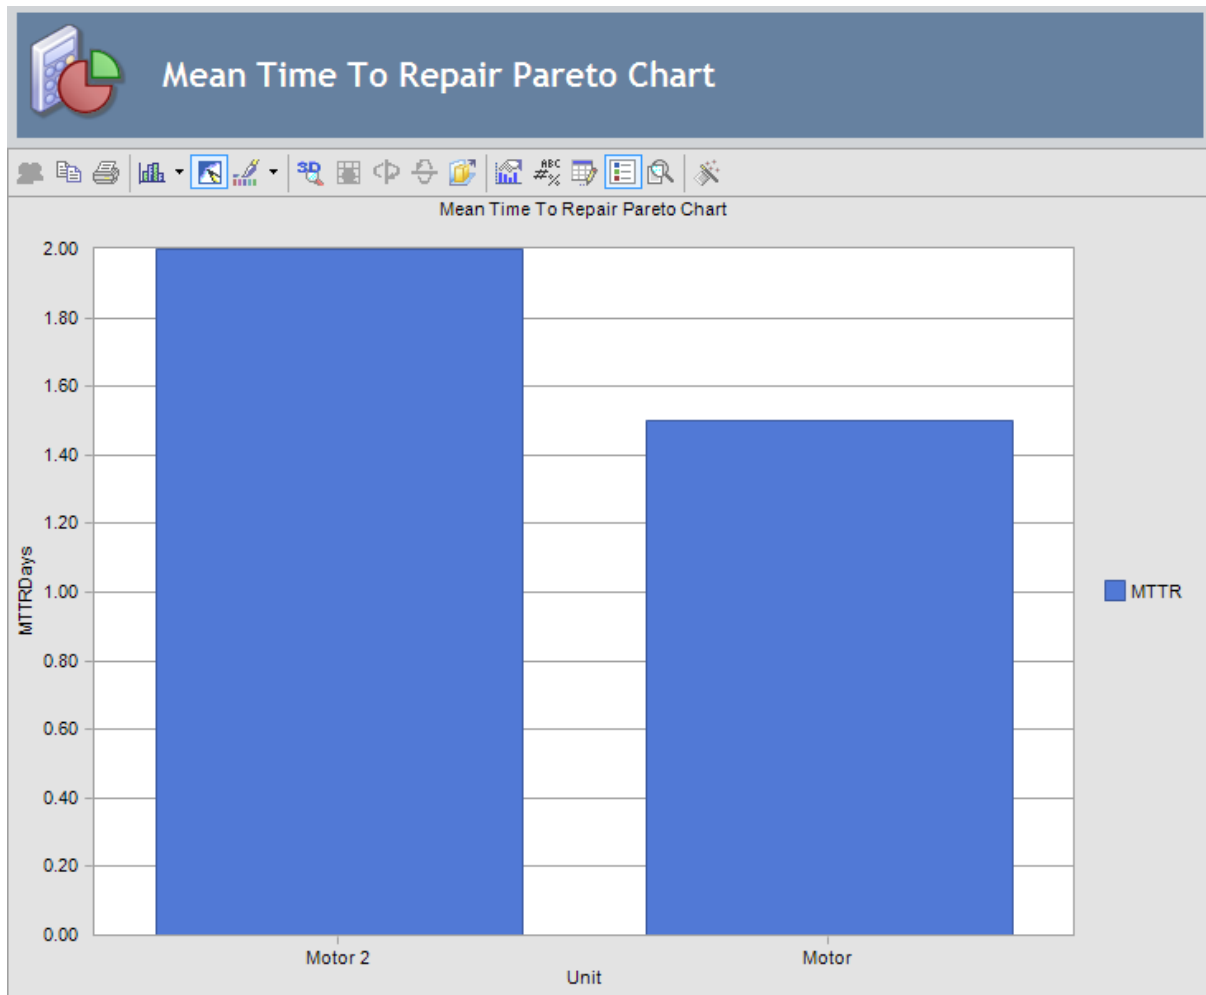 Mean Time To Repair Pareto Chart
3D
ABC
#%
Mean Time To Repair Pareto Chart
2.00
1.80
1.60
1.40
1.20
1.00
0.80
0.60
0.40
0.20
0.00
MTTRDays
MTTR
Motor 2
Motor
Unit